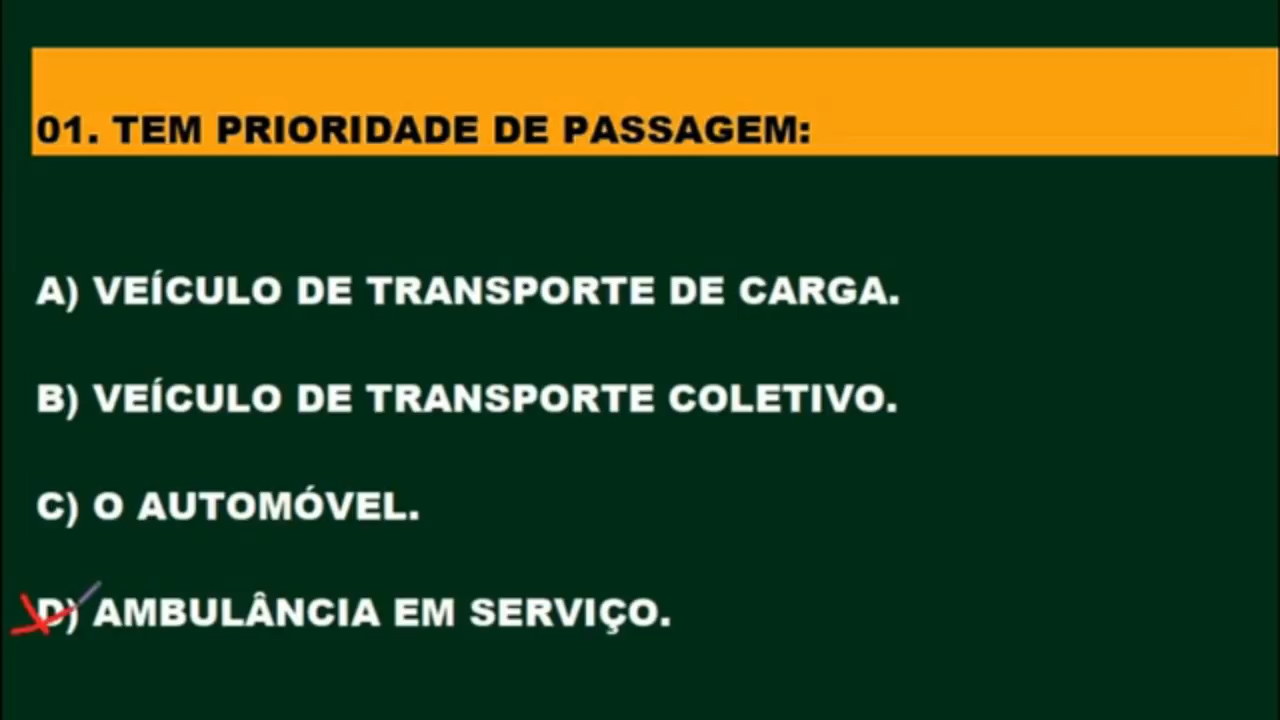 01. TEM PRIORIDADE DE PASSAGEM:
A) VEÍCULO DE TRANSPORTE DE CARGA.
B) VEÍCULO DE TRANSPORTE COLETIVO.
C) O AUTOMÓVEL.
D) AMBULÂNCIA EM SERVIÇO.